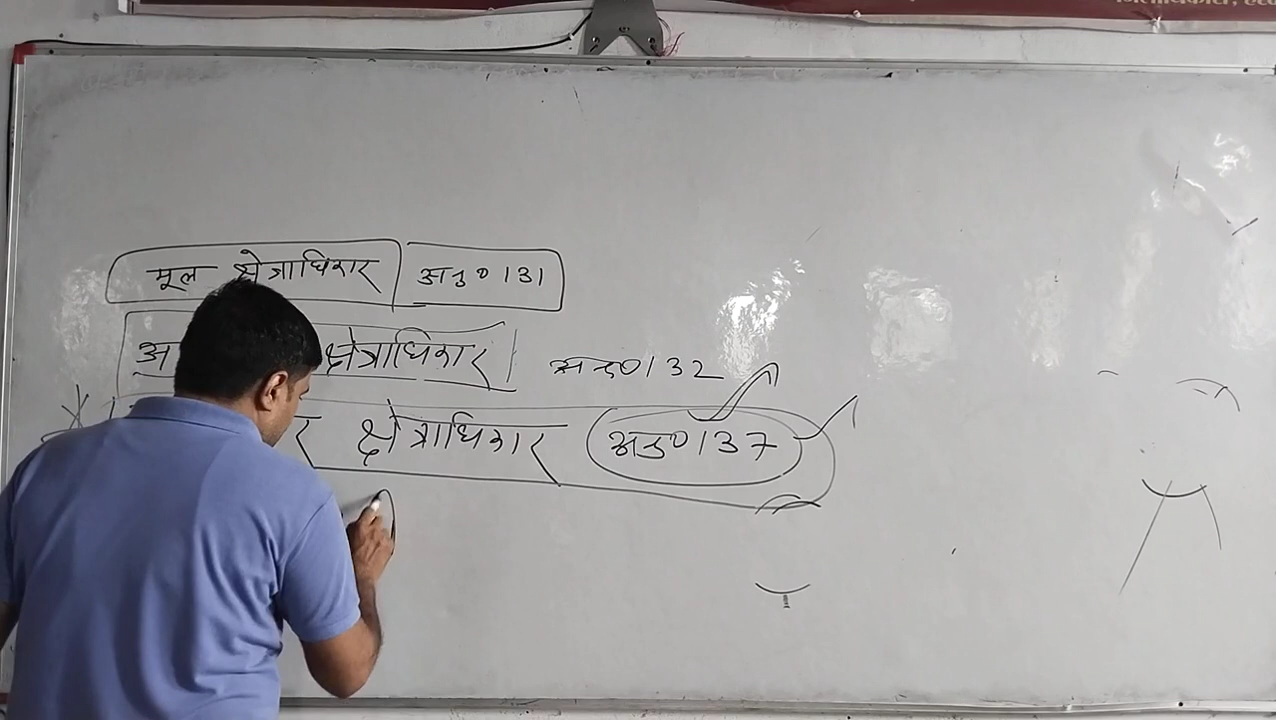 मूल क्षेत्राधिकार अनु० 131
क्षेत्राधिकार अनु० 132
क्षेत्राधिकार अनु० 137